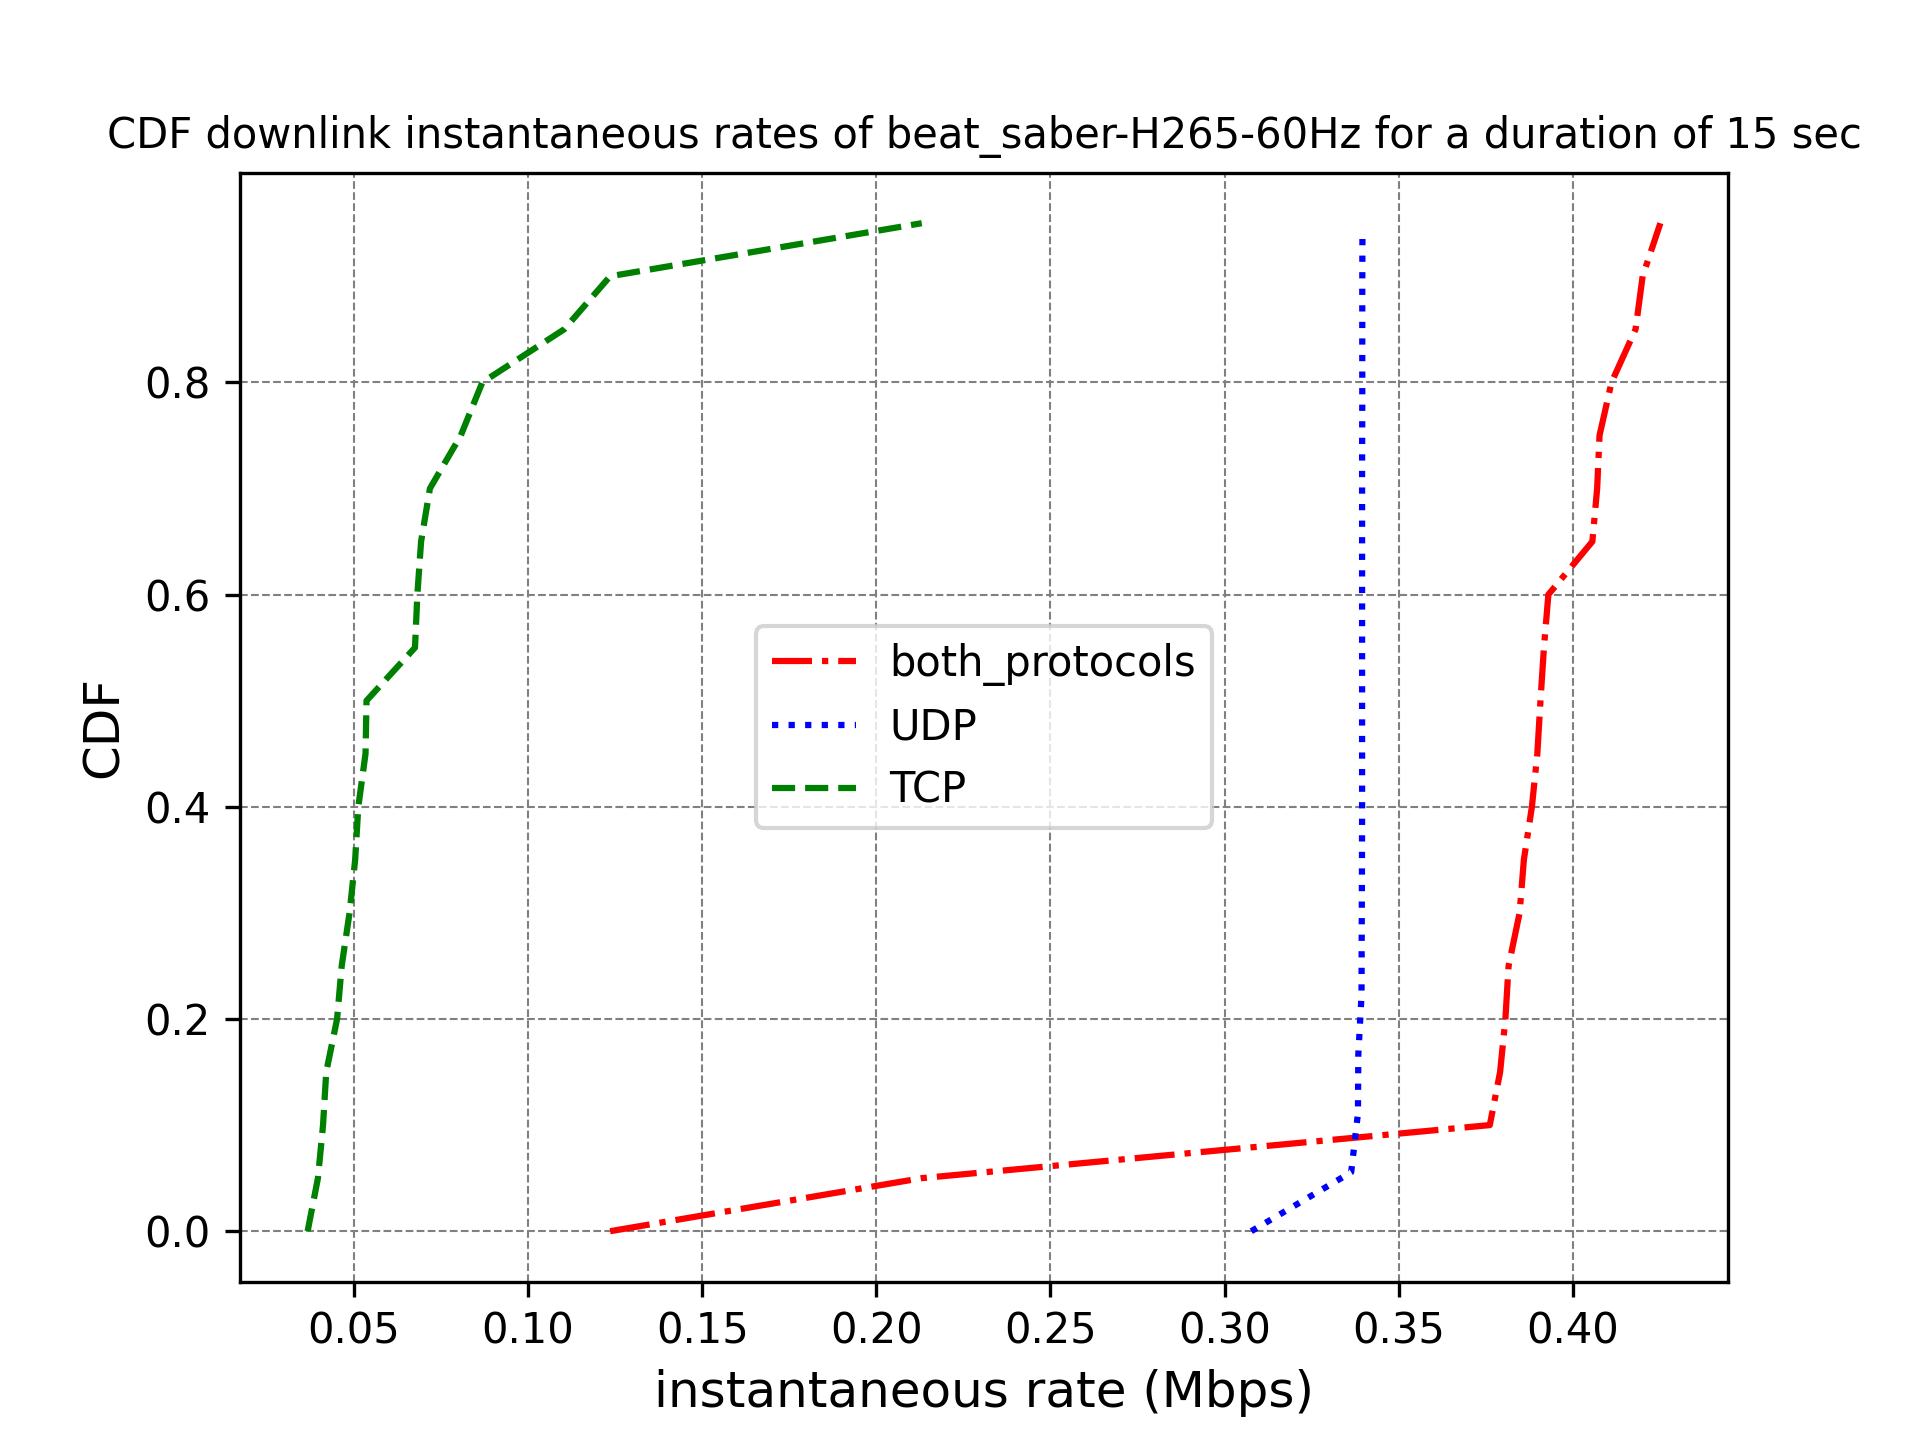 CDF downlink instantaneous rates of beat_saber-H265-60Hz for a duration of 15 sec
CDF
0.8
0.6
0.4
0.2
0.0
both_protocols
UDP
TCP
0.05 0.10 0.15 0.20 0.25 0.30 0.35 0.40
instantaneous rate (Mbps)